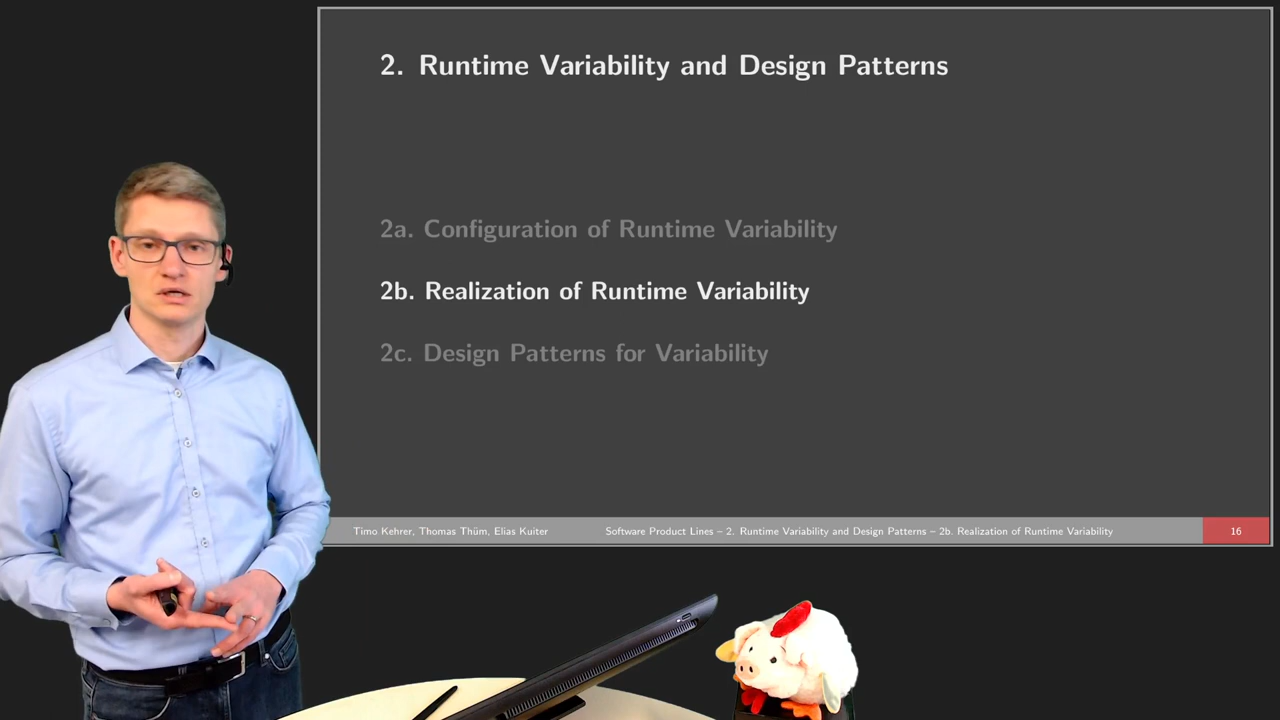 2. Runtime Variability and Design Patterns
2a. Configuration of Runtime Variability
2b. Realization of Runtime Variability
2c. Design Patterns for Variability
Timo Kehrer, Thomas Thüm, Elias Kuiter Software Product Lines – 2. Runtime Variability and Design Patterns – 2b. Realization of Runtime Variability 16